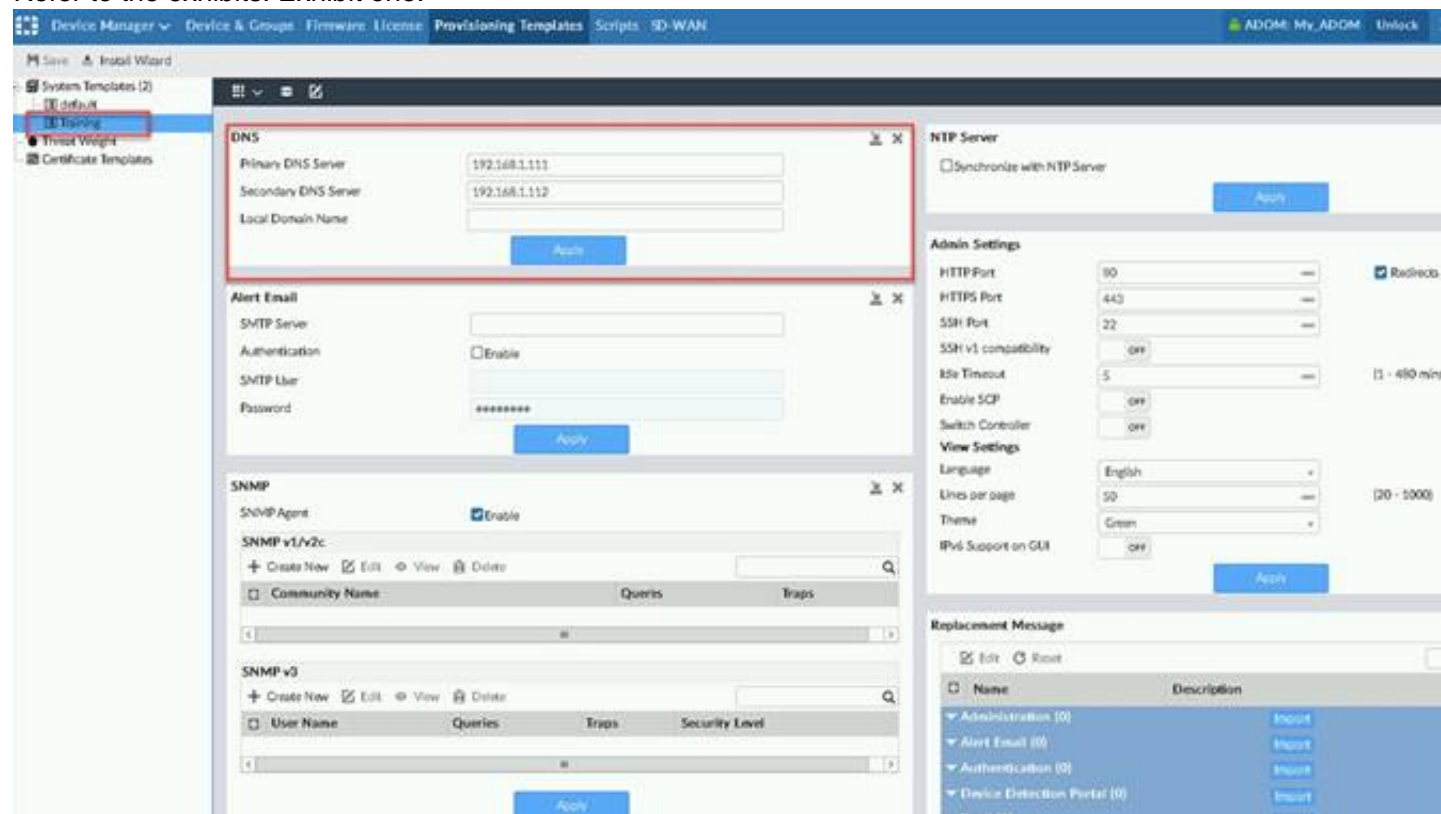 Refer to the exhibits. Exhibit one.
Device Manager Device & Groups Firmware License Provisioning Templates Scripts SD-WAN ADOM: My_ADOM Unlock
Save Install Wizard
System Templates (2)
default
Training
Threat Weight
Certificate Templates
DNS
Primary DNS Server 192.168.1.111
Secondary DNS Server 192.168.1.112
Local Domain Name
Apply
Alert Email
SMTP Server
Authentication Enable
SMTP User
Password ••••••••
Apply
SNMP
SNMP Agent Enable
SNMP v1/v2c
Create New Edit View Delete
Community Name Queries Traps
SNMP v3
Create New Edit View Delete
User Name Queries Traps Security Level
Apply
NTP Server
Synchronize with NTP Server
Apply
Admin Settings
HTTP Port 80 Redirects
HTTPS Port 443
SSH Port 22
SSH v1 compatibility OFF
Idle Timeout 5 (1 - 480 mins
Enable SCP OFF
Switch Controller OFF
View Settings
Language English
Lines per page 50 (20 - 1000)
Theme Green
IPv6 Support on GUI OFF
Apply
Replacement Message
Edit Reset
Name Description
Administration (0) Import
Alert Email (0) Import
Authentication (0) Import
Device Detection Portal (0) Import